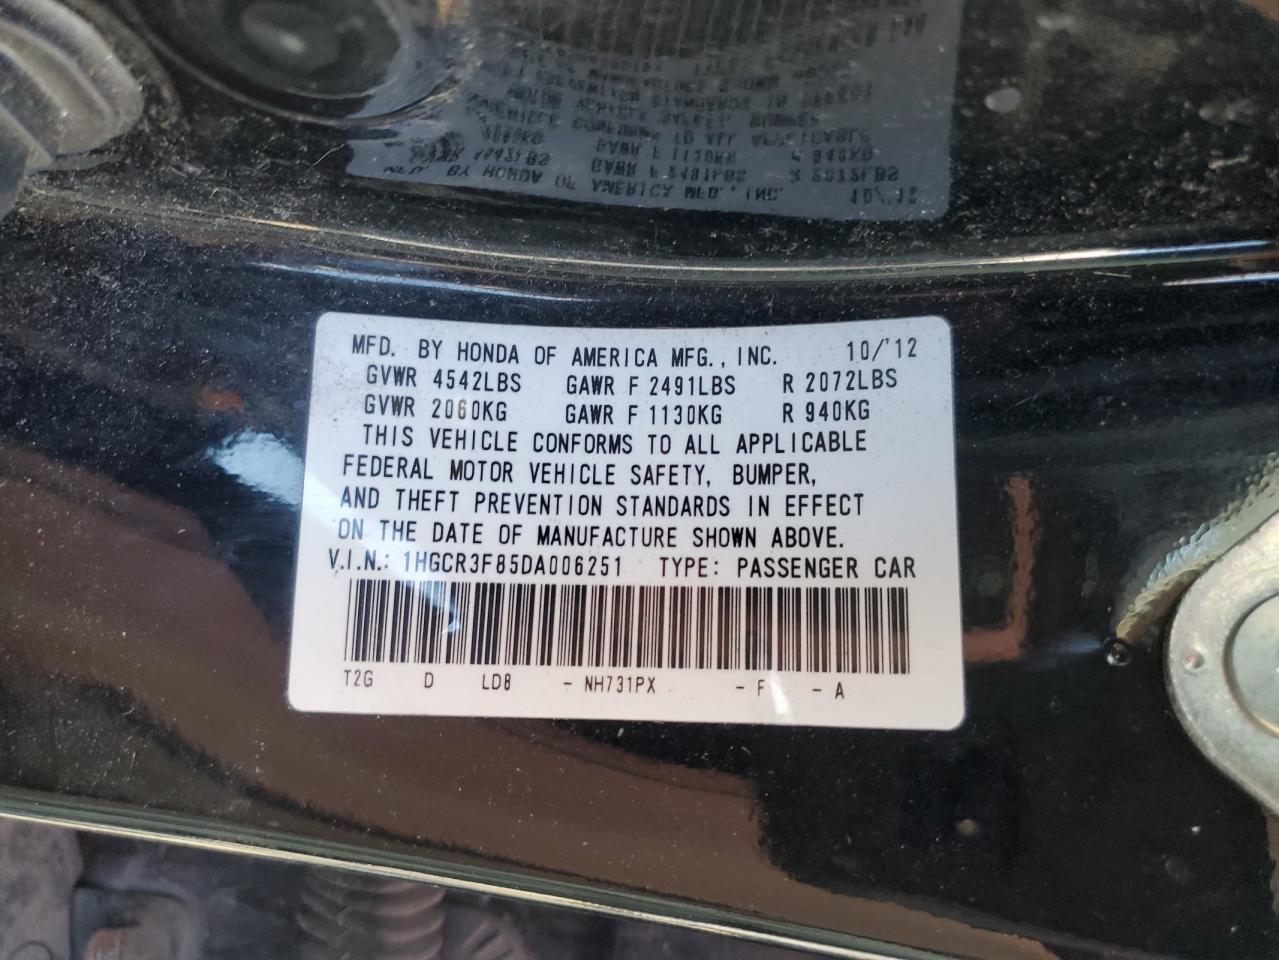 MFD. BY HONDA OF AMERICA MFG., INC. 10/'12
GVWR 4542LBS GAWR F 2491LBS R 2072LBS
GVWR 2060KG GAWR F 1130KG R 940KG
THIS VEHICLE CONFORMS TO ALL APPLICABLE
FEDERAL MOTOR VEHICLE SAFETY, BUMPER,
AND THEFT PREVENTION STANDARDS IN EFFECT
ON THE DATE OF MANUFACTURE SHOWN ABOVE.
V.I.N.: 1HGCR3F85DA006251 TYPE: PASSENGER CAR
T2G D LD8 - NH731PX - F - A